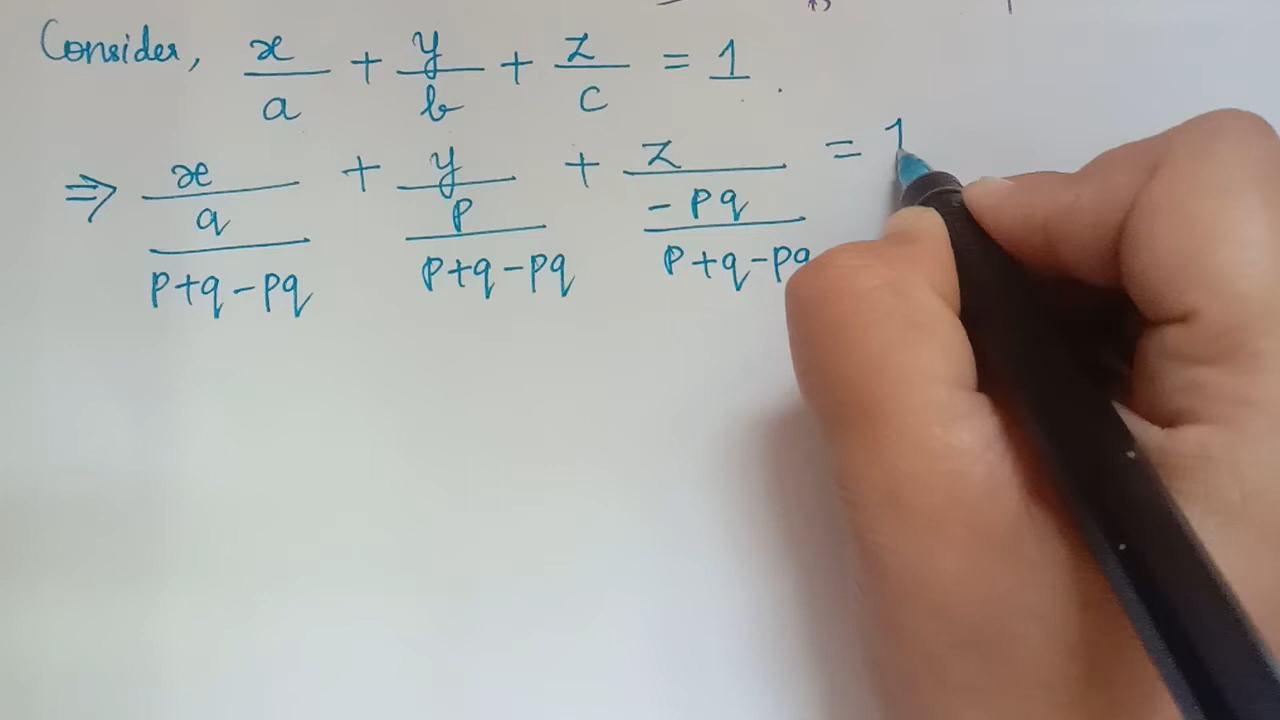 Consider, x/a + y/b + z/c = 1.
⇒ x/(q/(p+q-pq)) + y/(p/(p+q-pq)) + z/(-pq/(p+q-pq)) = 1